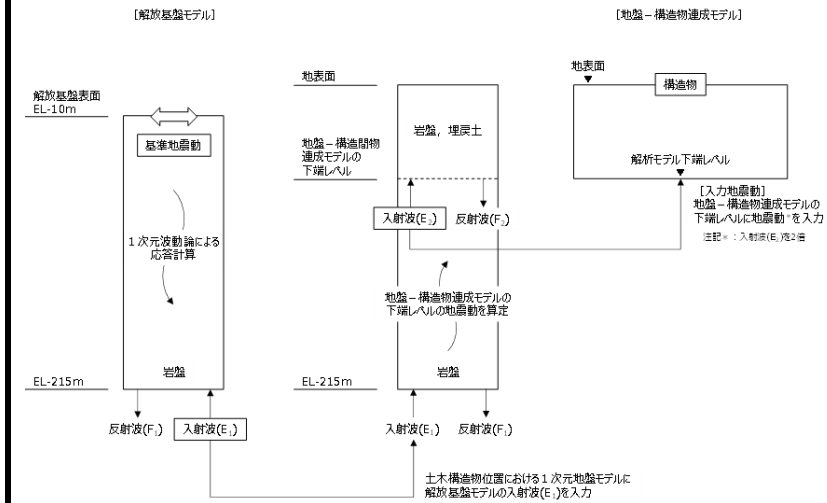 [解放基盤モデル]
解放基盤表面
EL-10m
基準地震動
1次元波動論による
応答計算
岩盤
EL-215m
反射波(F₁)
入射波(E₁)
地表面
岩盤，埋戻土
地盤－構造間物
連成モデルの
下端レベル
入射波(E₂)
反射波(F₂)
地盤－構造物連成モデルの
下端レベルの地震動を算定
岩盤
EL-215m
入射波(E₁)
反射波(F₁)
土木構造物位置における1次元地盤モデルに
解放基盤モデルの入射波(E₁)を入力
[地盤－構造物連成モデル]
地表面
構造物
解析モデル下端レベル
[入力地震動]
地盤－構造物連成モデルの
下端レベルに地震動*を入力
注記*：入射波(E₂)を2倍